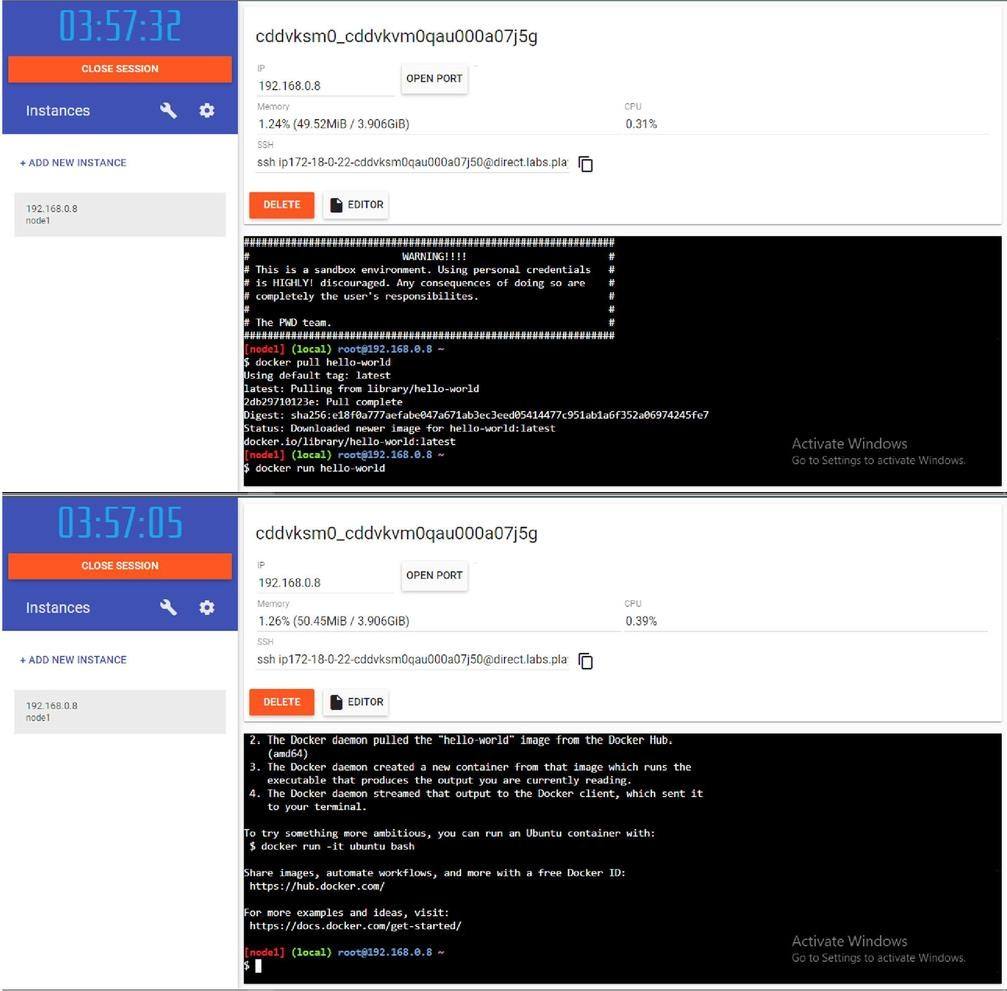 03:57:32
CLOSE SESSION
Instances
+ ADD NEW INSTANCE
192.168.0.8
node1
cddvksm0_cddvkvm0qau000a07j5g
IP
192.168.0.8
OPEN PORT
Memory
1.24% (49.52MiB / 3.906GiB)
CPU
0.31%
SSH
ssh ip172-18-0-22-cddvksm0qau000a07j50@direct.labs.pla
DELETE
EDITOR
###############################################################
# WARNING!!!! #
# This is a sandbox environment. Using personal credentials #
# is HIGHLY! discouraged. Any consequences of doing so are #
# completely the user's responsibilites. #
# #
# The PWD team. #
###############################################################
[node1] (local) root@192.168.0.8 ~
$ docker pull hello-world
Using default tag: latest
latest: Pulling from library/hello-world
2db29710123e: Pull complete
Digest: sha256:e18f0a777aefabe047a671ab3ec3eed05414477c951ab1a6f352a06974245fe7
Status: Downloaded newer image for hello-world:latest
docker.io/library/hello-world:latest
[node1] (local) root@192.168.0.8 ~
$ docker run hello-world
Activate Windows
Go to Settings to activate Windows.
03:57:05
CLOSE SESSION
Instances
+ ADD NEW INSTANCE
192.168.0.8
node1
cddvksm0_cddvkvm0qau000a07j5g
IP
192.168.0.8
OPEN PORT
Memory
1.26% (50.45MiB / 3.906GiB)
CPU
0.39%
SSH
ssh ip172-18-0-22-cddvksm0qau000a07j50@direct.labs.pla
DELETE
EDITOR
2. The Docker daemon pulled the "hello-world" image from the Docker Hub.
(amd64)
3. The Docker daemon created a new container from that image which runs the
executable that produces the output you are currently reading.
4. The Docker daemon streamed that output to the Docker client, which sent it
to your terminal.
To try something more ambitious, you can run an Ubuntu container with:
$ docker run -it ubuntu bash
Share images, automate workflows, and more with a free Docker ID:
https://hub.docker.com/
For more examples and ideas, visit:
https://docs.docker.com/get-started/
[node1] (local) root@192.168.0.8 ~
$
Activate Windows
Go to Settings to activate Windows.